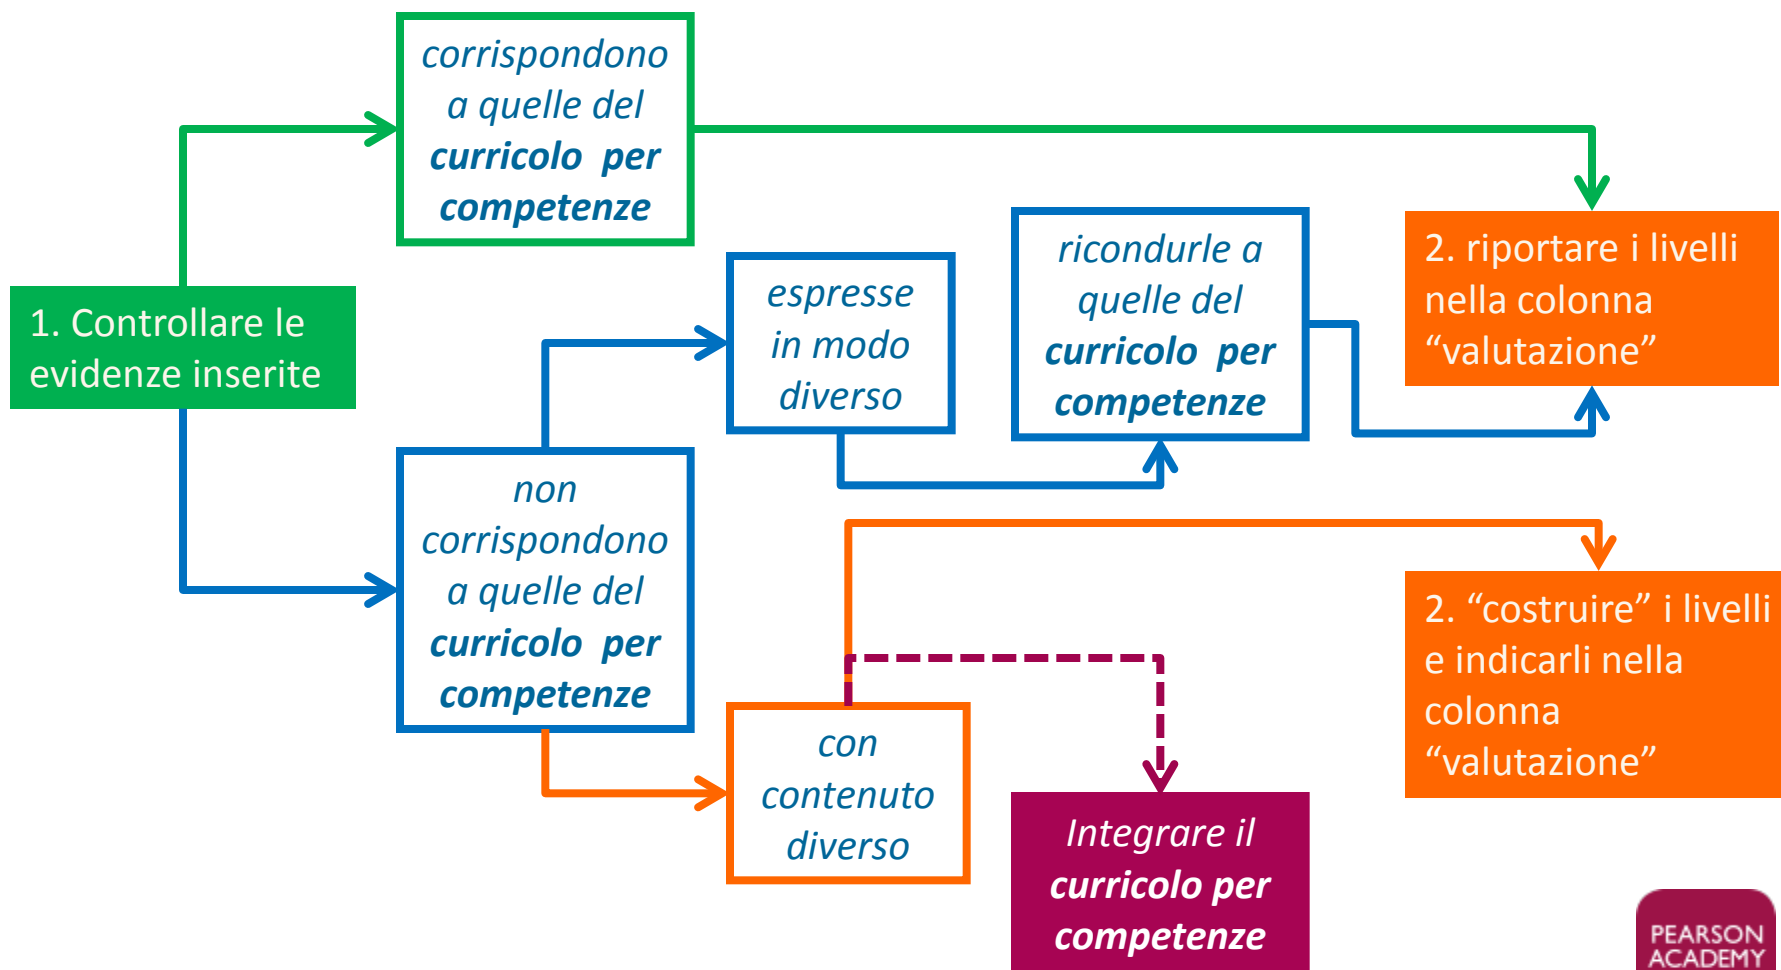 corrispondono
a quelle del
curricolo per
competenze
1. Controllare le
evidenze inserite
non
corrispondono
a quelle del
curricolo per
competenze
espresse
in modo
diverso
ricondurle a
quelle del
curricolo per
competenze
2. riportare i livelli
nella colonna
“valutazione”
con
contenuto
diverso
Integrare il
curricolo per
competenze
2. “costruire” i livelli
e indicarli nella
colonna
“valutazione”
PEARSON
ACADEMY